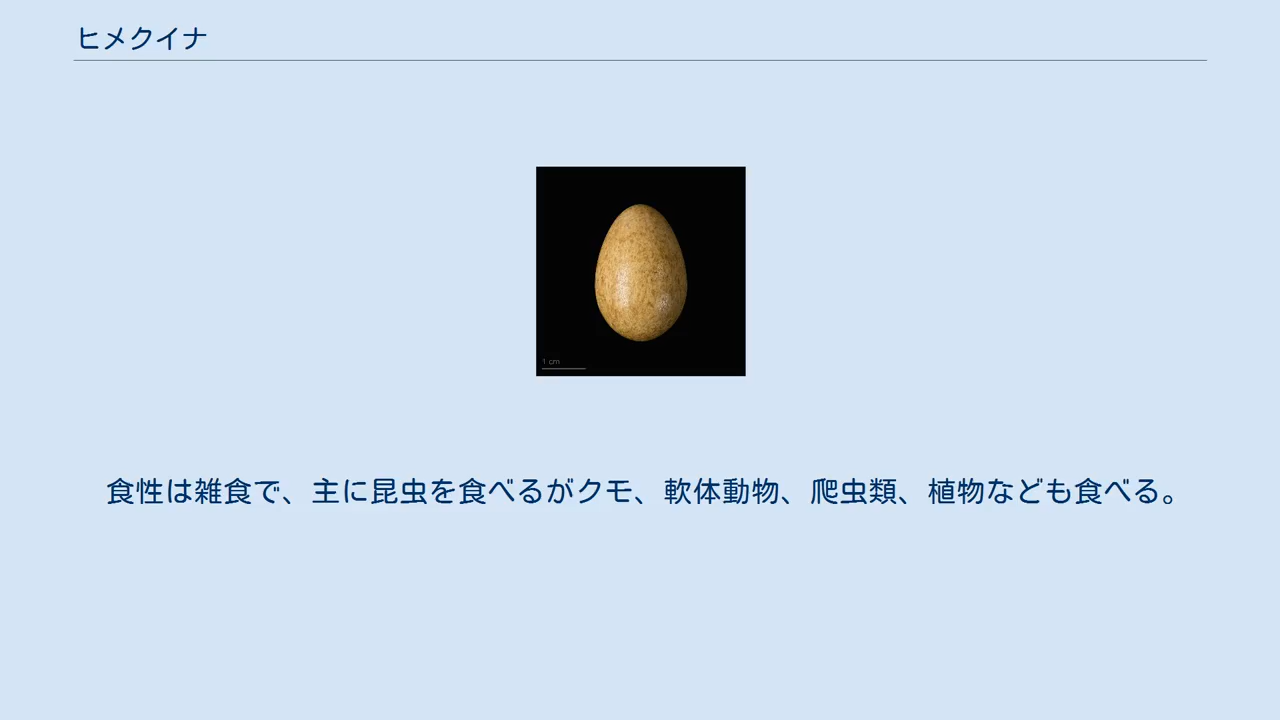 ヒメクイナ
1 cm
食性は雑食で、主に昆虫を食べるがクモ、軟体動物、爬虫類、植物なども食べる。